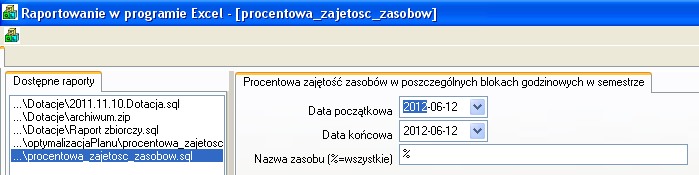 Raportowanie w programie Excel - [procentowa_zajetosc_zasobow]
Dostępne raporty
...\Dotacje\2011.11.10.Dotacja.sql
...\Dotacje\archiwum.zip
...\Dotacje\Raport zbiorczy.sql
...\optymalizacjaPlanu\procentowa_zajetosc
...\procentowa_zajetosc_zasobow.sql
Procentowa zajętość zasobów w poszczególnych blokach godzinowych w semestrze
Data początkowa 2012-06-12
Data końcowa 2012-06-12
Nazwa zasobu (%=wszystkie) %